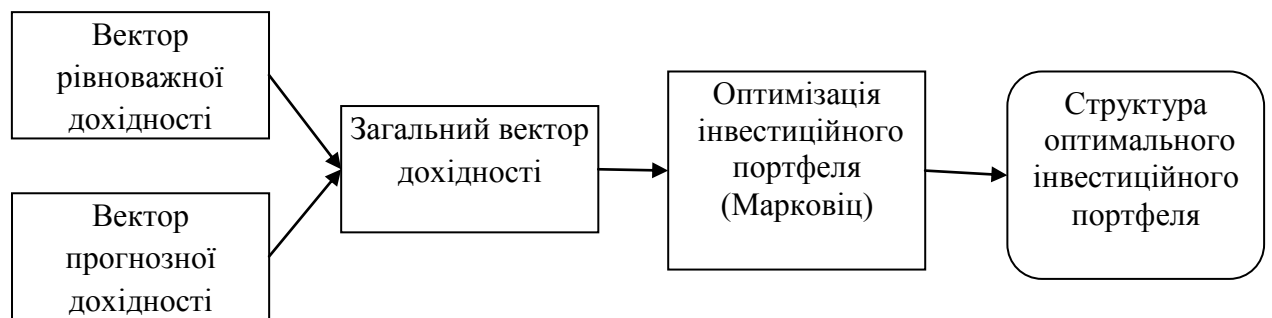 Вектор
рівноважної
дохідності
Вектор
прогнозної
дохідності
Загальний вектор
дохідності
Оптимізація
інвестиційного
портфеля
(Марковіц)
Структура
оптимального
інвестиційного
портфеля